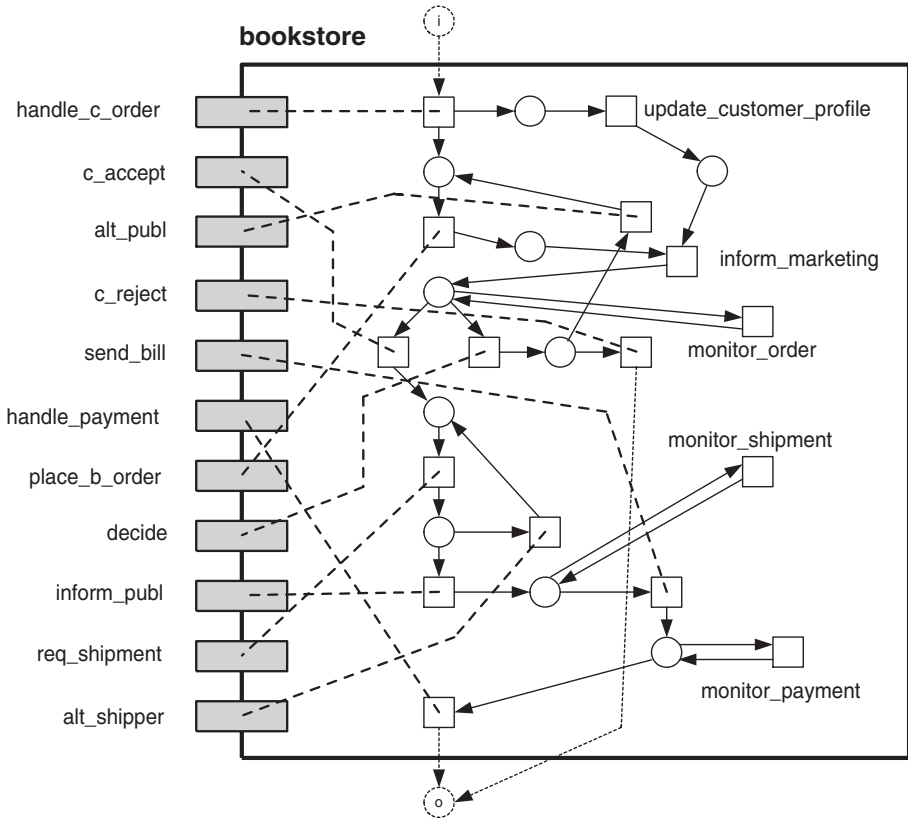 i
bookstore
handle_c_order
update_customer_profile
c_accept
alt_publ
inform_marketing
c_reject
monitor_order
send_bill
handle_payment
monitor_shipment
place_b_order
decide
inform_publ
req_shipment
monitor_payment
alt_shipper
o